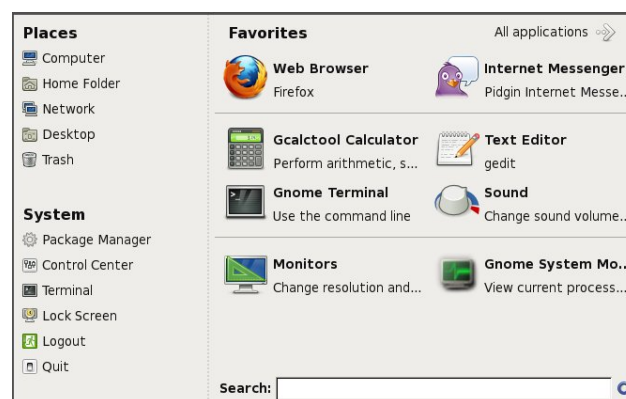 Places
Computer
Home Folder
Network
Desktop
Trash
System
Package Manager
Control Center
Terminal
Lock Screen
Logout
Quit
Favorites
All applications
Web Browser
Firefox
Internet Messenger
Pidgin Internet Messe..
Gcalctool Calculator
Perform arithmetic, s...
Text Editor
gedit
Gnome Terminal
Use the command line
Sound
Change sound volume..
Monitors
Change resolution and...
Gnome System Mo..
View current process...
Search: